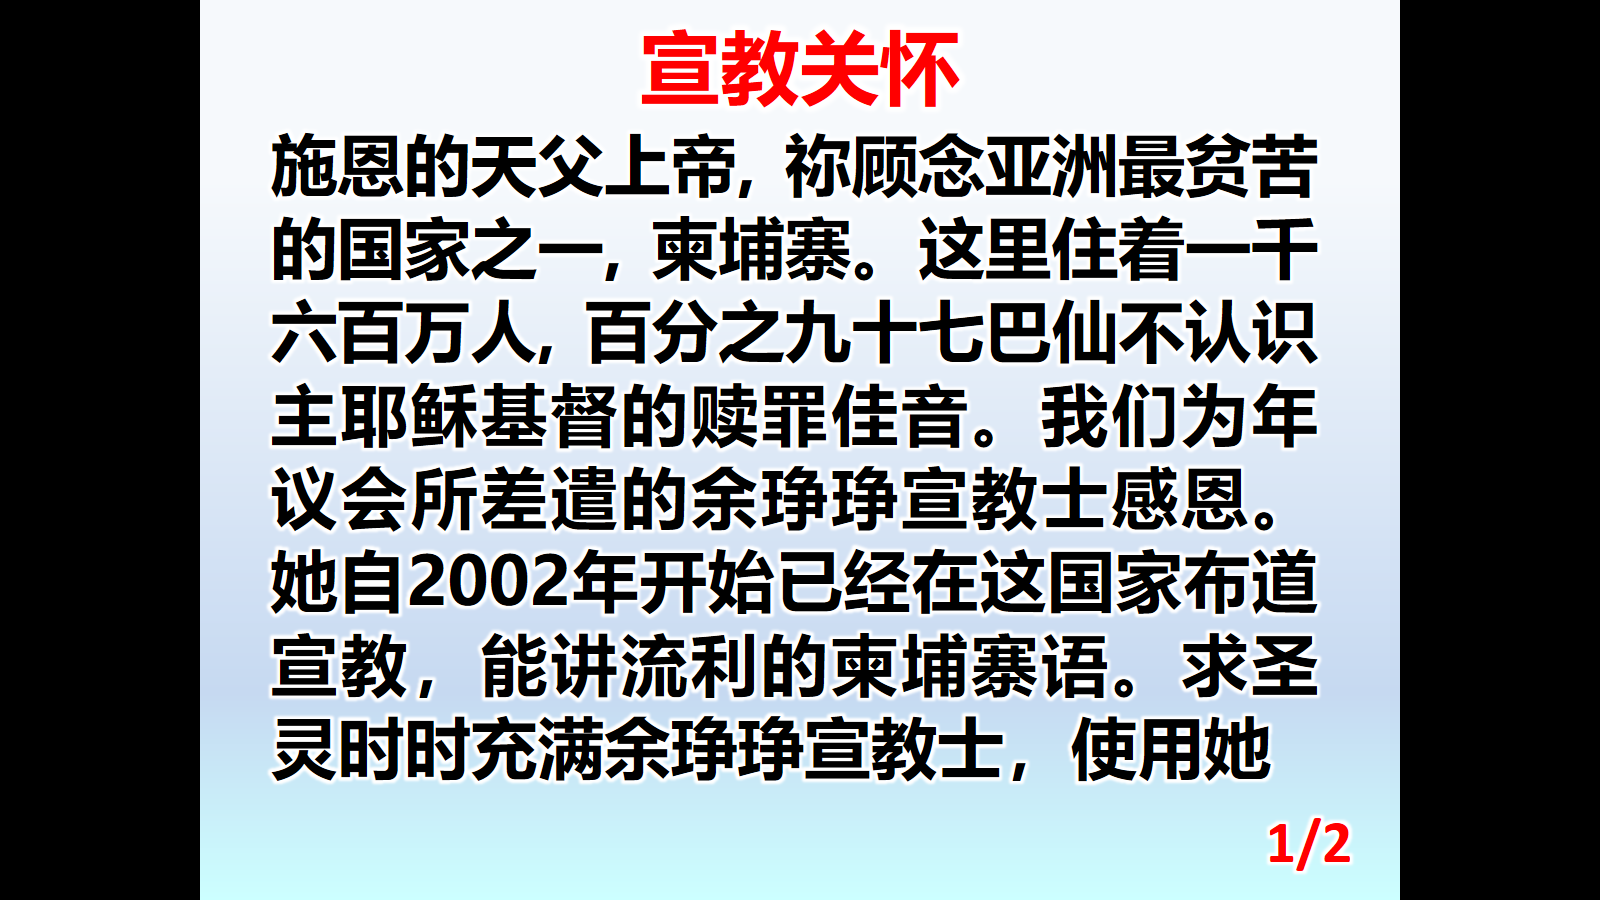 宣教关怀
施恩的天父上帝, 祢顾念亚洲最贫苦
的国家之一, 柬埔寨。这里住着一千
六百万人, 百分之九十七巴仙不认识
主耶稣基督的赎罪佳音。我们为年
议会所差遣的余琤琤宣教士感恩。
她自2002年开始已经在这国家布道
宣教，能讲流利的柬埔寨语。求圣
灵时时充满余琤琤宣教士，使用她
1/2